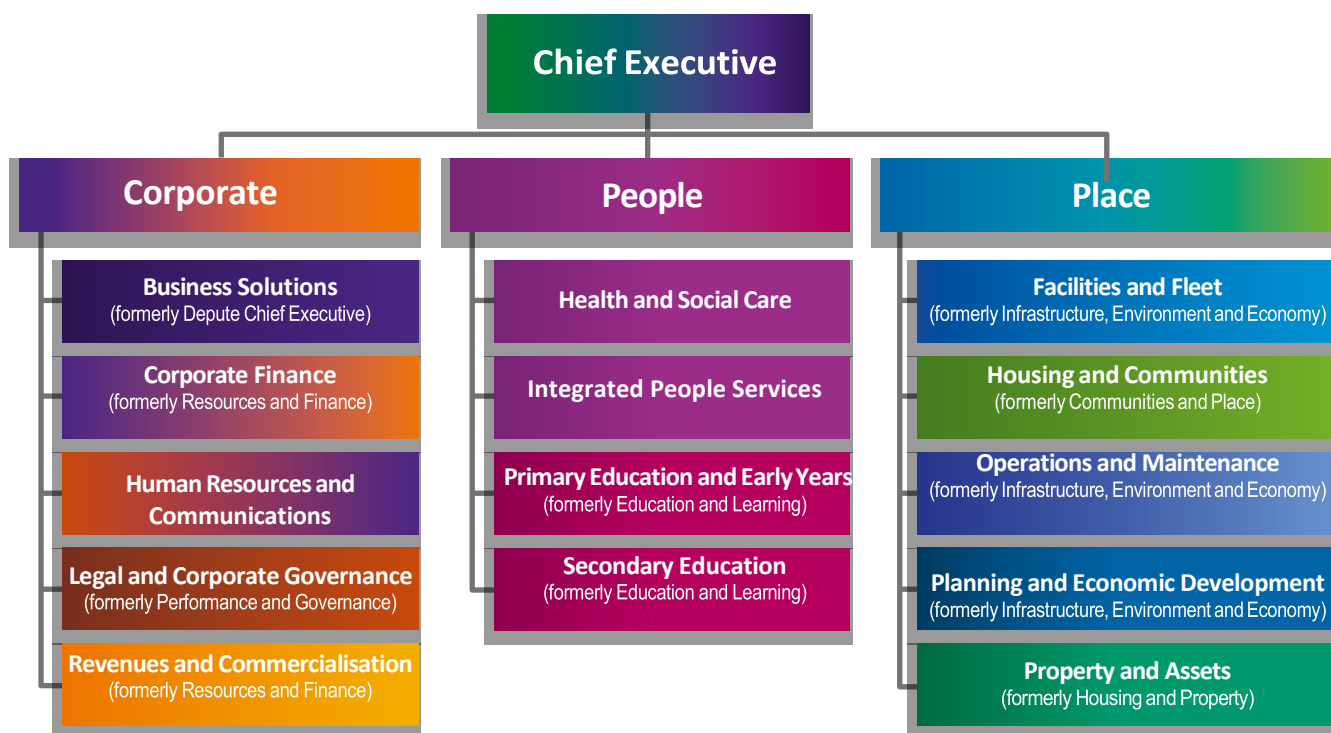 Chief Executive
Corporate
Business Solutions
(formerly Depute Chief Executive)
Corporate Finance
(formerly Resources and Finance)
Human Resources and
Communications
Legal and Corporate Governance
(formerly Performance and Governance)
Revenues and Commercialisation
(formerly Resources and Finance)
People
Health and Social Care
Integrated People Services
Primary Education and Early Years
(formerly Education and Learning)
Secondary Education
(formerly Education and Learning)
Place
Facilities and Fleet
(formerly Infrastructure, Environment and Economy)
Housing and Communities
(formerly Communities and Place)
Operations and Maintenance
(formerly Infrastructure, Environment and Economy)
Planning and Economic Development
(formerly Infrastructure, Environment and Economy)
Property and Assets
(formerly Housing and Property)